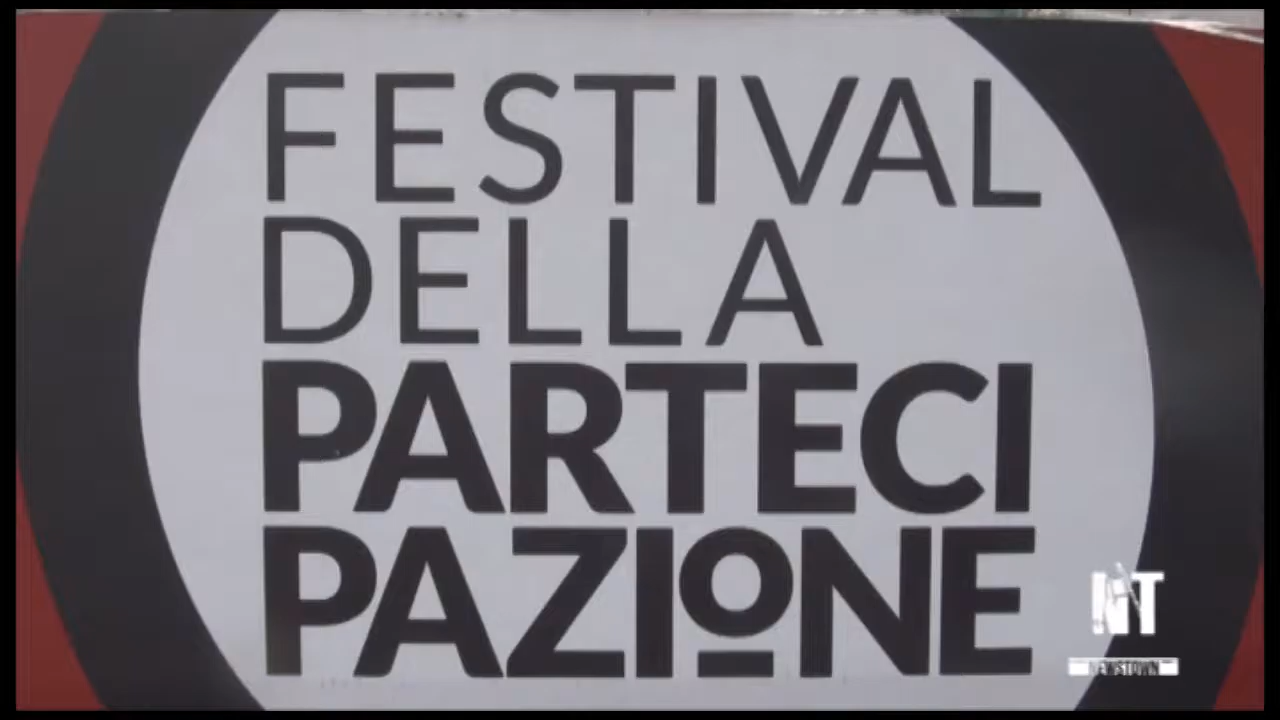 FESTIVAL
DELLA
PARTECI
PAZIONE
NT
NEWSTOWN